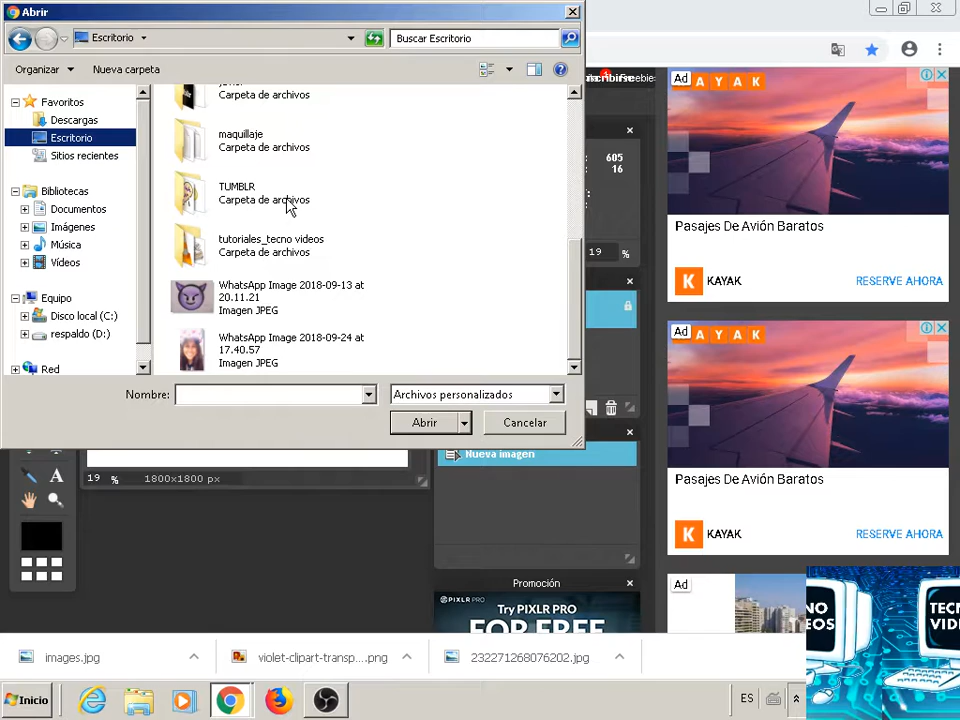 Abrir
Escritorio
Buscar Escritorio
Organizar
Nueva carpeta
Favoritos
Descargas
Escritorio
Sitios recientes
Bibliotecas
Documentos
Imágenes
Música
Vídeos
Equipo
Disco local (C:)
respaldo (D:)
Red
Carpeta de archivos
maquillaje
Carpeta de archivos
TUMBLR
Carpeta de archivos
tutoriales_tecno videos
Carpeta de archivos
WhatsApp Image 2018-09-13 at
20.11.21
Imagen JPEG
WhatsApp Image 2018-09-24 at
17.40.57
Imagen JPEG
Nombre:
Archivos personalizados
Abrir
Cancelar
605
16
19 %
Nueva imagen
19 %
1800x1800 px
A
Promoción
PIXLR PRO
Try PIXLR PRO
FOR FREE
Ad
KAYAK
Pasajes De Avión Baratos
K
KAYAK
RESERVE AHORA
Ad
KAYAK
Pasajes De Avión Baratos
K
KAYAK
RESERVE AHORA
Ad
images.jpg
violet-clipart-transp....png
232271268076202.jpg
Inicio
ES